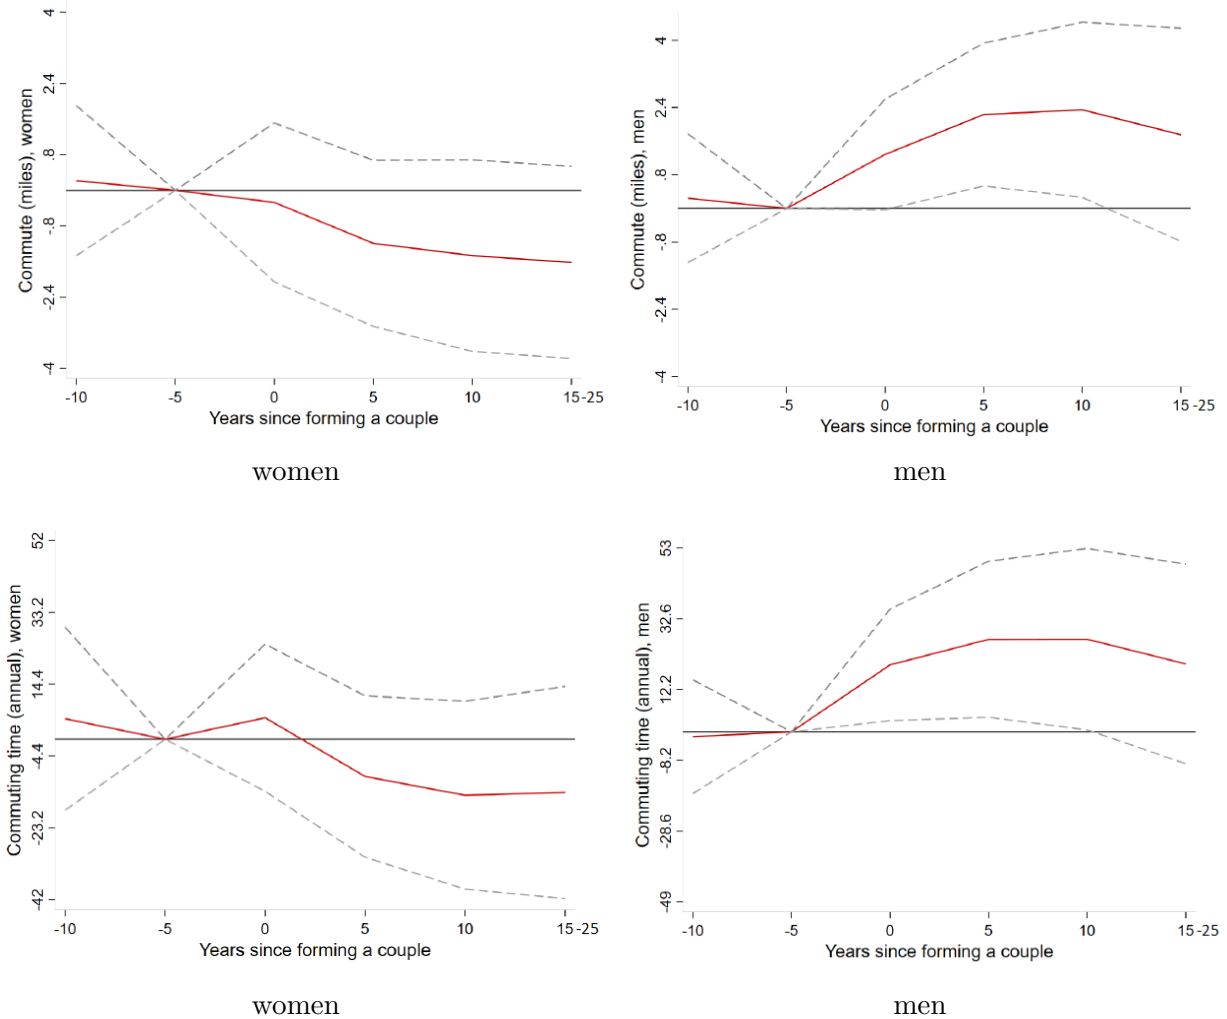 Commute (miles), women
4
2.4
.8
-.8
-2.4
-4
-10 -5 0 5 10 15-25
Years since forming a couple
women
Commute (miles), men
4
2.4
.8
-.8
-2.4
-4
-10 -5 0 5 10 15-25
Years since forming a couple
men
Commuting time (annual), women
52
33.2
14.4
-4.4
-23.2
-42
-10 -5 0 5 10 15-25
Years since forming a couple
women
Commuting time (annual), men
53
32.6
12.2
-8.2
-28.6
-49
-10 -5 0 5 10 15-25
Years since forming a couple
men